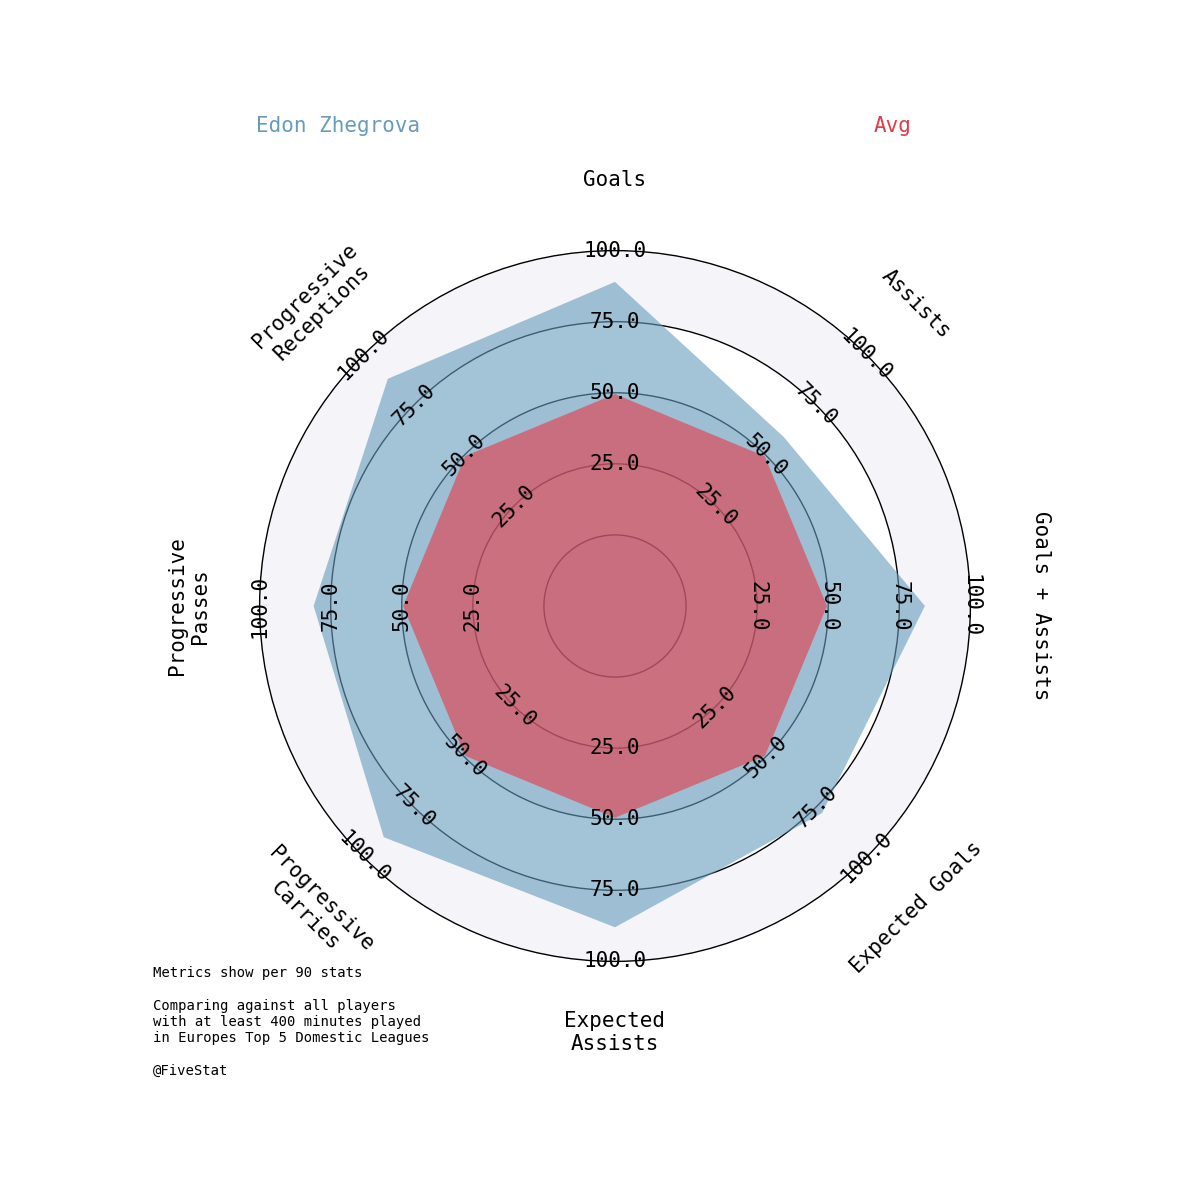 Edon Zhegrova
Avg
Goals
Assists
Goals + Assists
Expected Goals
Expected
Assists
Progressive
Carries
Progressive
Passes
Progressive
Receptions
25.0
50.0
75.0
100.0
25.0
50.0
75.0
100.0
25.0
50.0
75.0
100.0
25.0
50.0
75.0
100.0
25.0
50.0
75.0
100.0
25.0
50.0
75.0
100.0
25.0
50.0
75.0
100.0
25.0
50.0
75.0
100.0
Metrics show per 90 stats
Comparing against all players
with at least 400 minutes played
in Europes Top 5 Domestic Leagues
@FiveStat